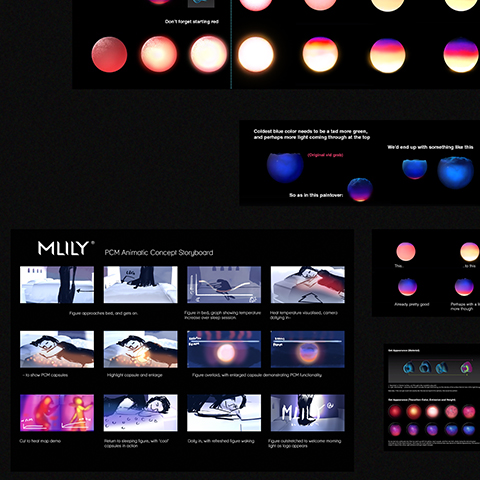 Don't forget starting red
Coldest blue color needs to be a tad more green,
and perhaps more light coming through at the top
(Original vid gods)
We'd end up with something like this
So as in this paintover:
MLILY®
PCM Animatic Concept Storyboard
Figure approaches bed, and gets on
Figure in bed, graph showing temperature
increase over sleep session
Heat temperature visualised, camera
dollying in-
- to show PCM capsules
Highlight capsule and enlarge
Figure overlaid, with enlarged capsule demonstrating PCM functionality
Cut to heat map demo
Return to sleeping figure, with "cool"
capsules in action
Dolly in, with refreshed figure waking
Figure outstretched to welcome morning
light as logo appears
MLILY
This..
..to this
Already pretty good
Perhaps with a
more though